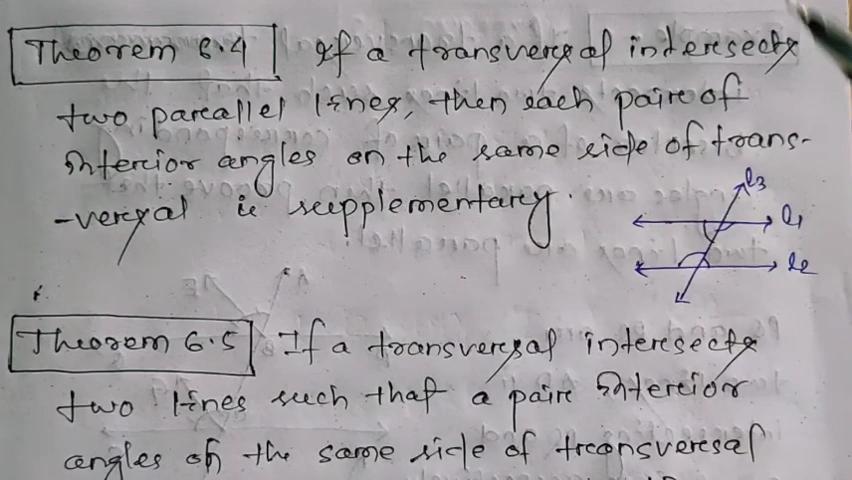 Theorem 6.4 If a transversal intersects
two parallel lines, then each pair of
interior angles on the same side of trans-
-versal is supplementary.
l3
l1
l2
Theorem 6.5 If a transversal intersects
two lines such that a pair interior
angles on the same side of transversal